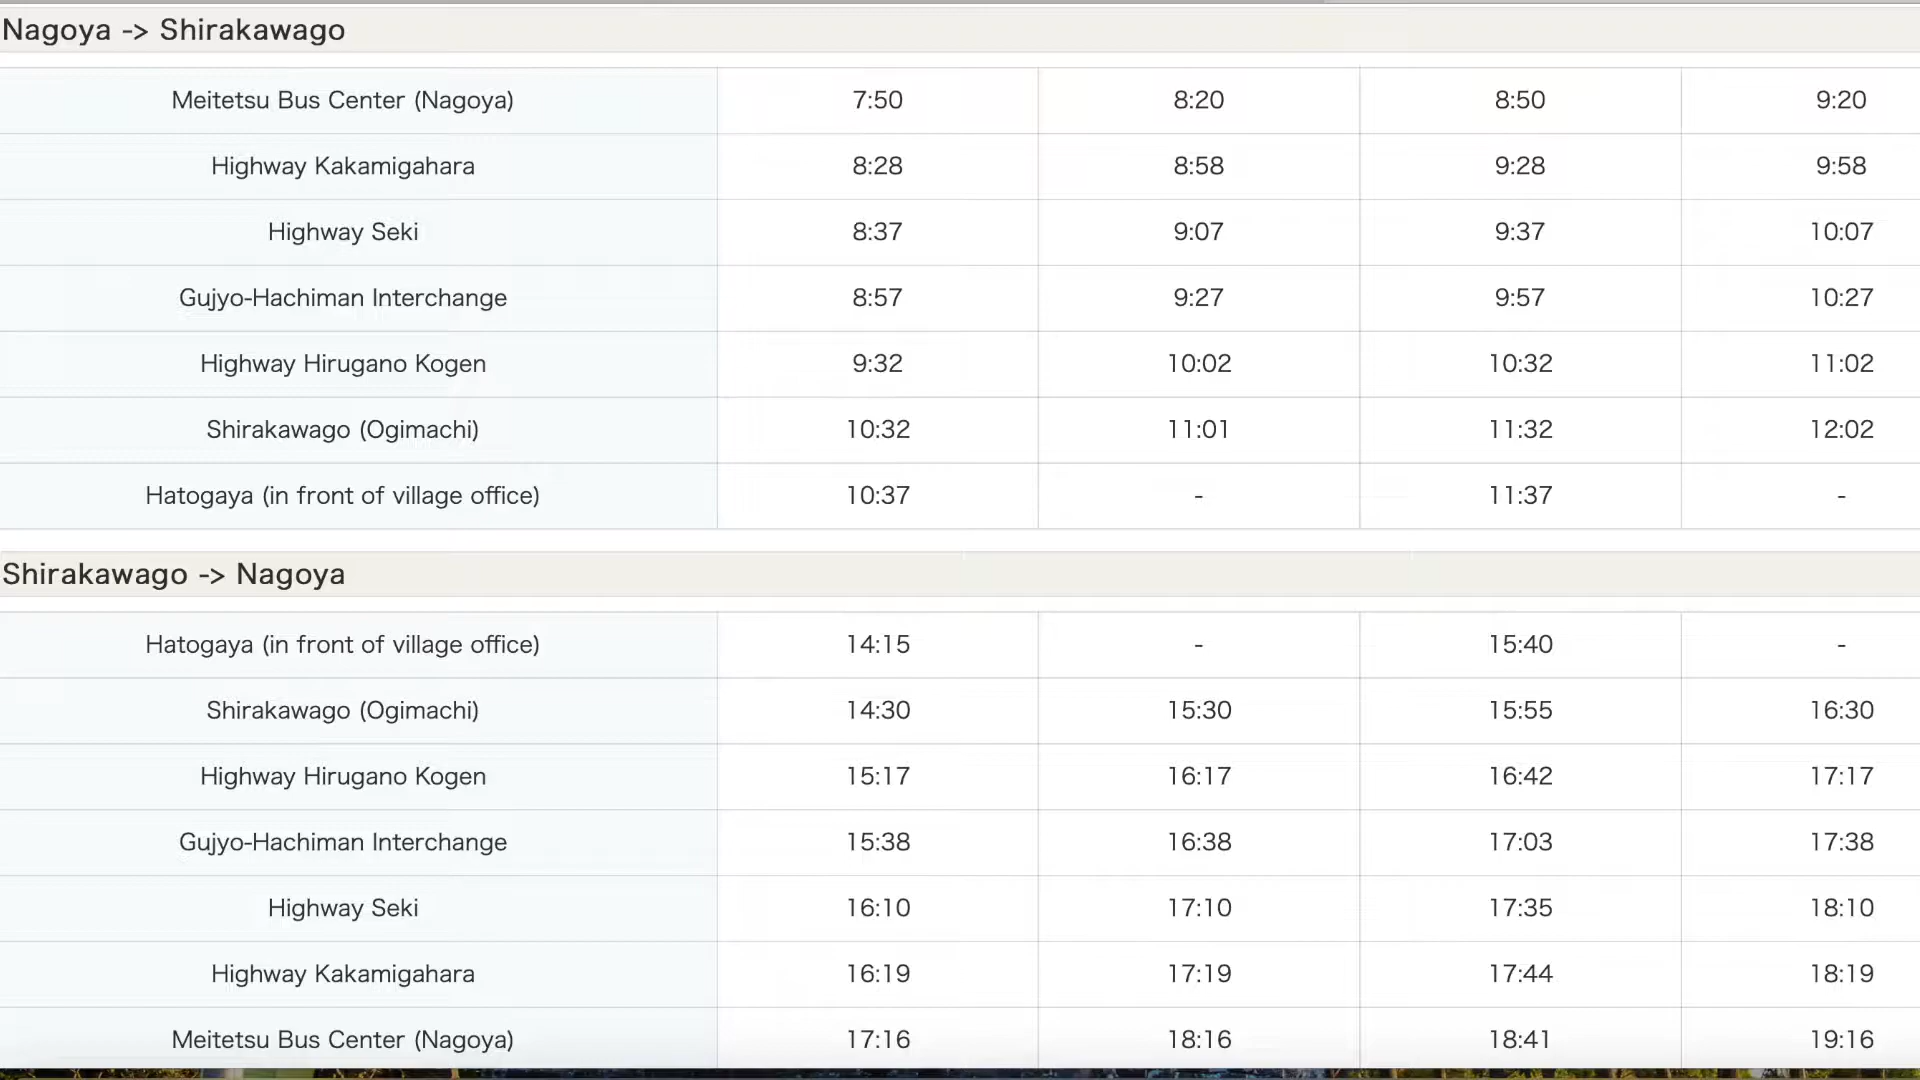 Nagoya -> Shirakawago
Meitetsu Bus Center (Nagoya) 7:50 8:20 8:50 9:20
Highway Kakamigahara 8:28 8:58 9:28 9:58
Highway Seki 8:37 9:07 9:37 10:07
Gujyo-Hachiman Interchange 8:57 9:27 9:57 10:27
Highway Hirugano Kogen 9:32 10:02 10:32 11:02
Shirakawago (Ogimachi) 10:32 11:01 11:32 12:02
Hatogaya (in front of village office) 10:37 - 11:37 -
Shirakawago -> Nagoya
Hatogaya (in front of village office) 14:15 - 15:40 -
Shirakawago (Ogimachi) 14:30 15:30 15:55 16:30
Highway Hirugano Kogen 15:17 16:17 16:42 17:17
Gujyo-Hachiman Interchange 15:38 16:38 17:03 17:38
Highway Seki 16:10 17:10 17:35 18:10
Highway Kakamigahara 16:19 17:19 17:44 18:19
Meitetsu Bus Center (Nagoya) 17:16 18:16 18:41 19:16